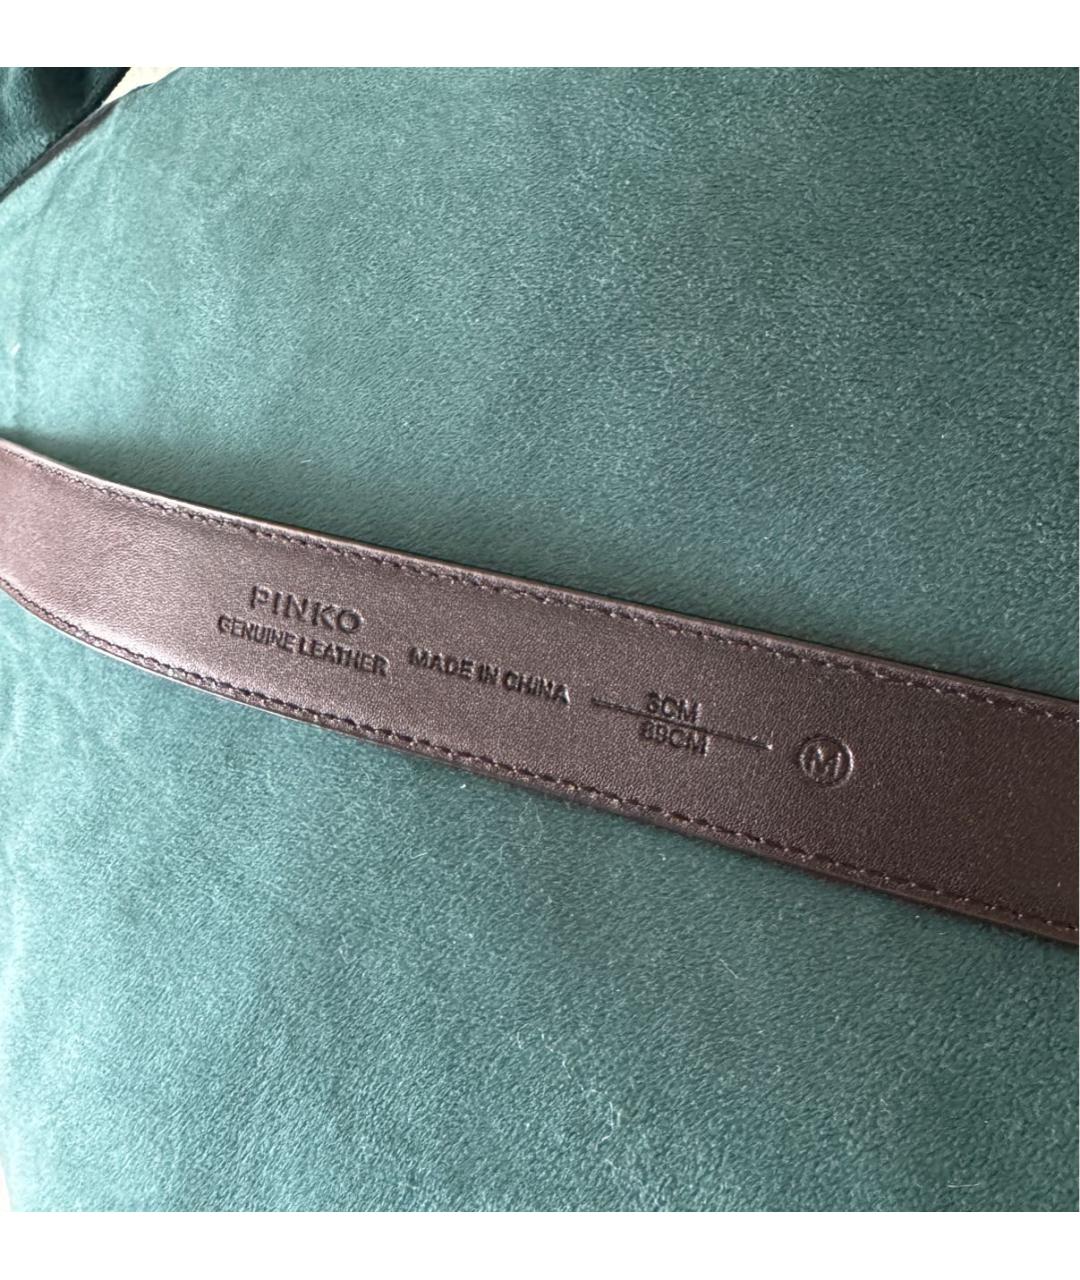 PINKO
GENUINE LEATHER
MADE IN CHINA
3CM
89CM
M